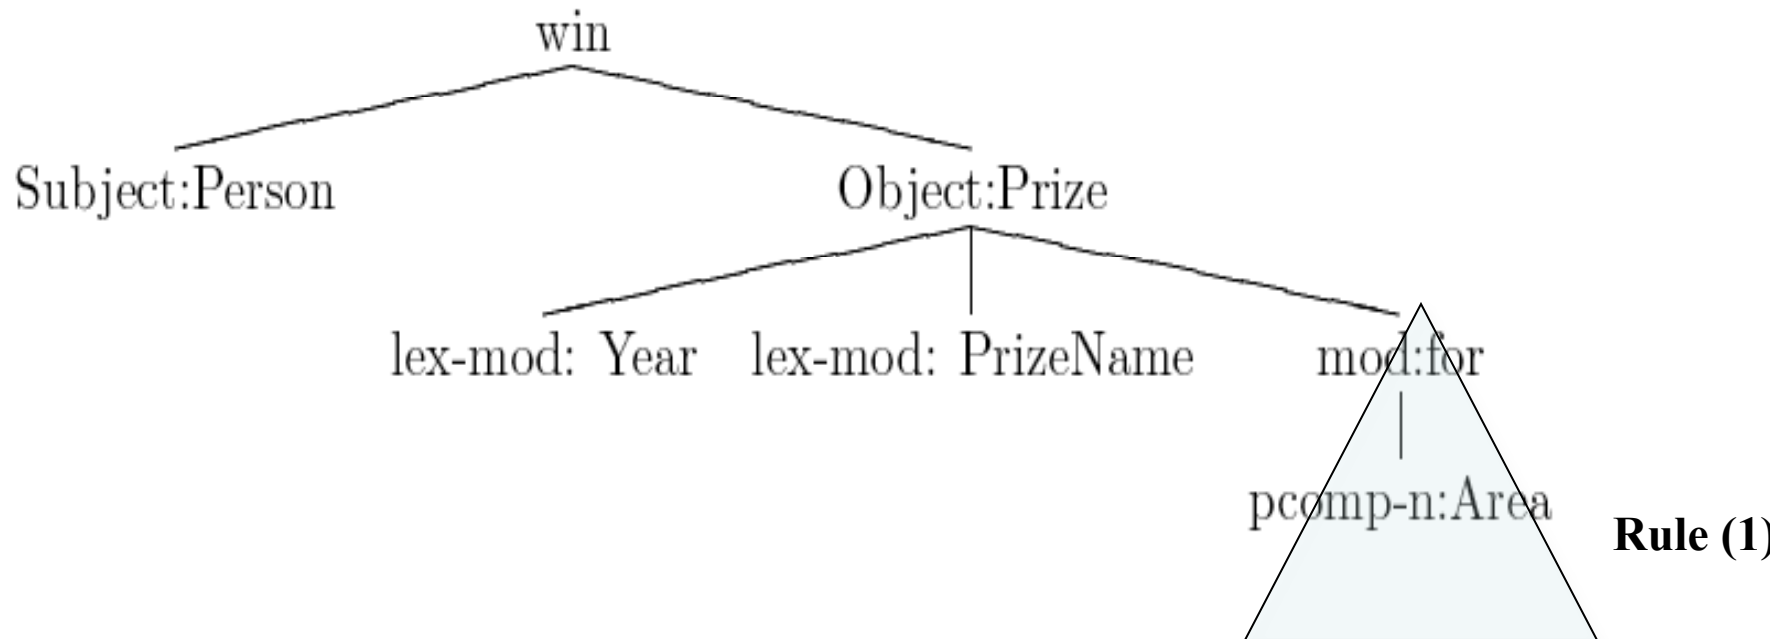 win
Subject:Person Object:Prize
lex-mod: Year lex-mod: PrizeName mod:for
pcomp-n:Area
Rule (1)